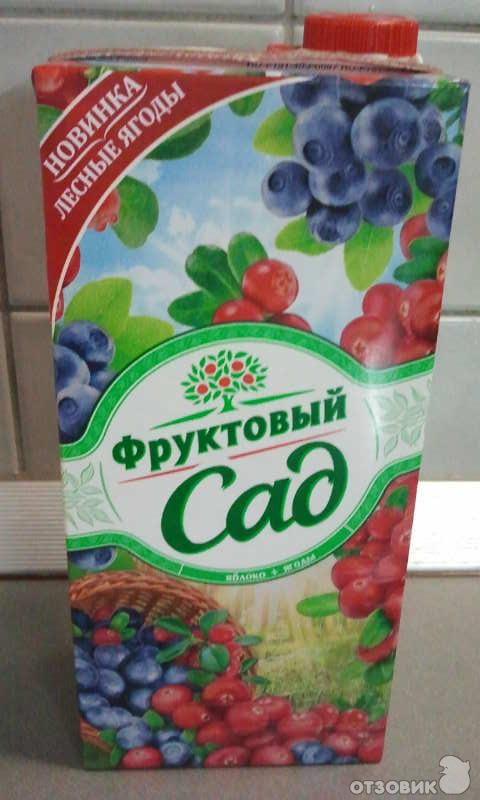 НОВИНКА
ЛЕСНЫЕ ЯГОДЫ
Фруктовый
Сад
ЯБЛОКО + ЯГОДЫ
ОТЗОВИК